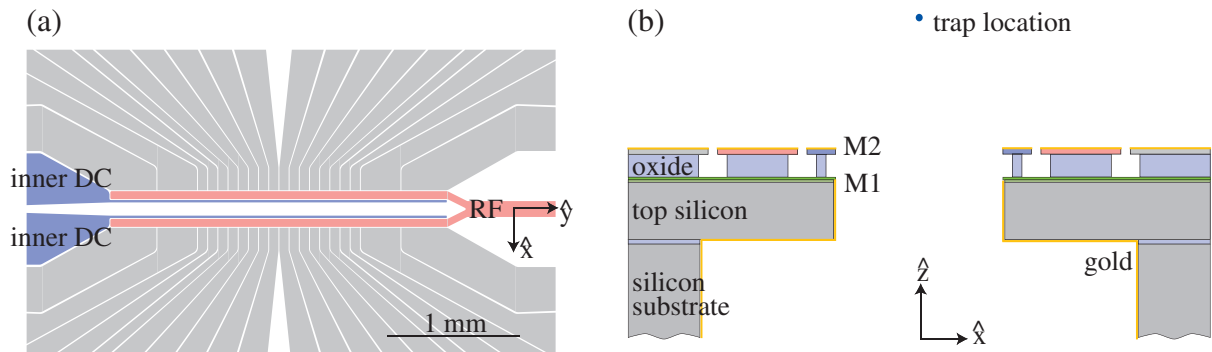 (a)
inner DC
inner DC
RF
ŷ
x̂
1 mm
(b)
trap location
M2
oxide
M1
top silicon
gold
silicon
substrate
ẑ
x̂